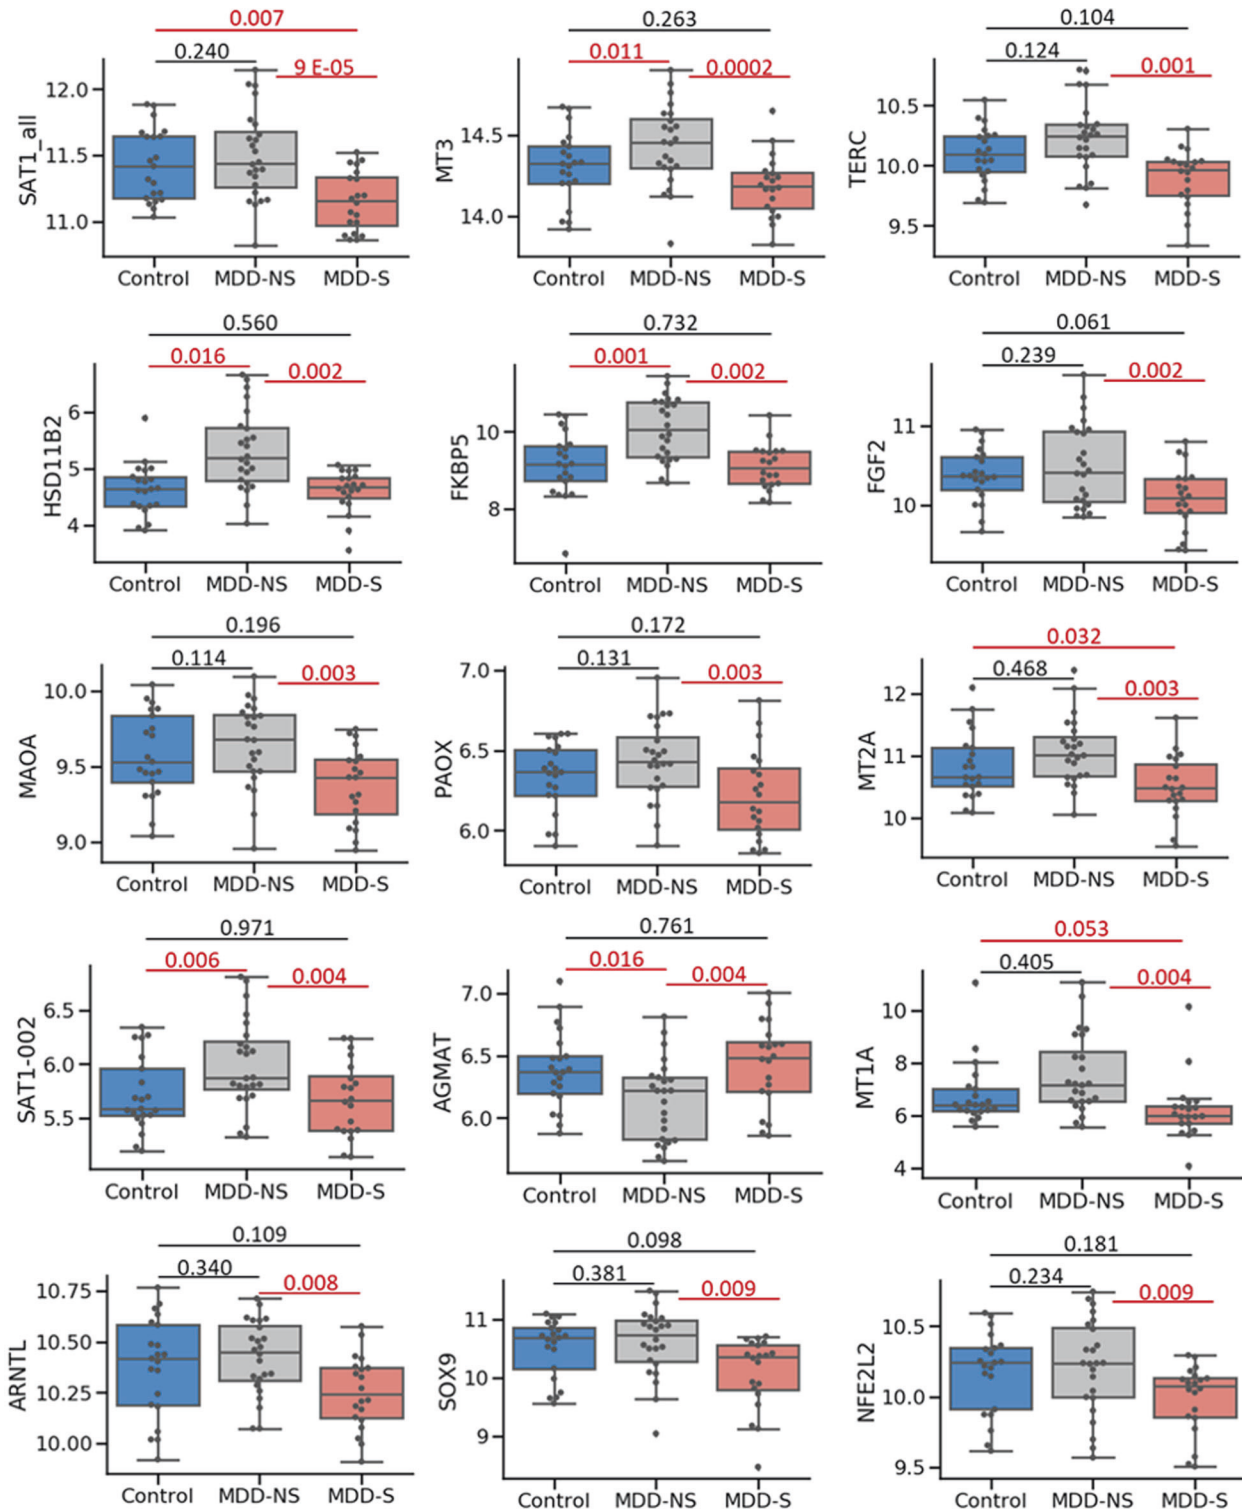 0.007
0.240
9 E-05
SAT1_all
12.0
11.5
11.0
Control MDD-NS MDD-S
0.263
0.011
0.0002
MT3
14.5
14.0
Control MDD-NS MDD-S
0.104
0.124
0.001
TERC
10.5
10.0
9.5
Control MDD-NS MDD-S
0.560
0.016
0.002
HSD11B2
6
5
4
Control MDD-NS MDD-S
0.732
0.001
0.002
FKBP5
10
8
Control MDD-NS MDD-S
0.061
0.239
0.002
FGF2
11
10
Control MDD-NS MDD-S
0.196
0.114
0.003
MAOA
10.0
9.5
9.0
Control MDD-NS MDD-S
0.172
0.131
0.003
PAOX
7.0
6.5
6.0
Control MDD-NS MDD-S
0.032
0.468
0.003
MT2A
12
11
10
Control MDD-NS MDD-S
0.971
0.006
0.004
SAT1-002
6.5
6.0
5.5
Control MDD-NS MDD-S
0.761
0.016
0.004
AGMAT
7.0
6.5
6.0
Control MDD-NS MDD-S
0.053
0.405
0.004
MT1A
10
8
6
4
Control MDD-NS MDD-S
0.109
0.340
0.008
ARNTL
10.75
10.50
10.25
10.00
Control MDD-NS MDD-S
0.098
0.381
0.009
SOX9
11
10
9
Control MDD-NS MDD-S
0.181
0.234
0.009
NFE2L2
10.5
10.0
9.5
Control MDD-NS MDD-S